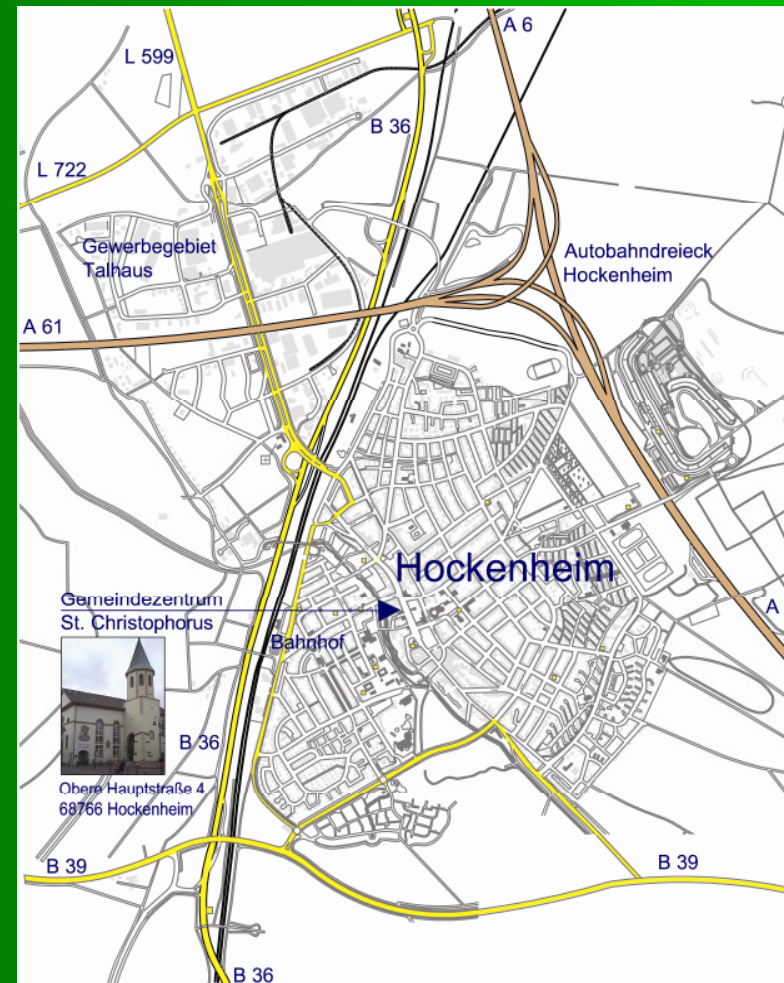 A 6
L 599
B 36
L 722
Gewerbegebiet
Talhaus
Autobahndreieck
Hockenheim
A 61
Hockenheim
Gemeindezentrum
St. Christophorus
A
Bahnhof
B 36
Obere Hauptstraße 4
68766 Hockenheim
B 39
B 39
B 36